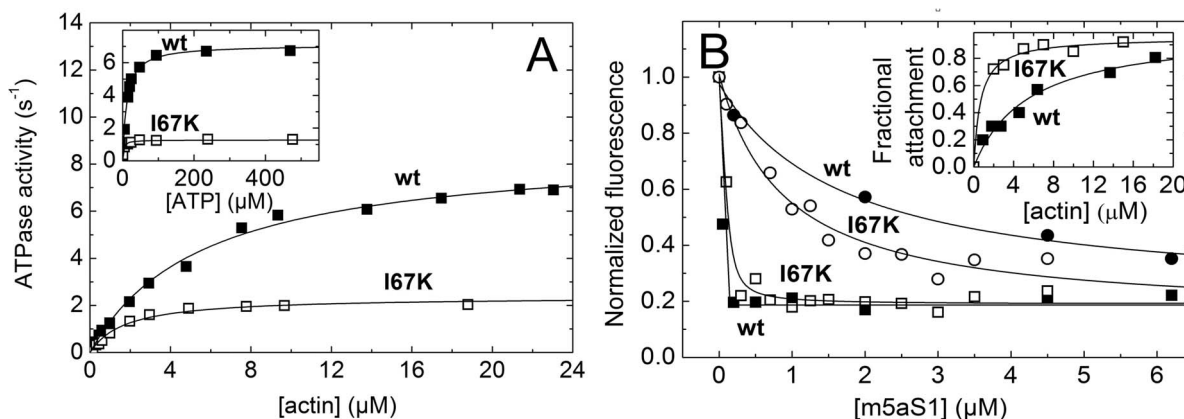 A
14
12
10
8
6
4
2
0
ATPase activity (s⁻¹)
0 4 8 12 16 20 24
[actin] (µM)
wt
I67K
6
4
2
0
wt
I67K
0 200 400
[ATP] (µM)
B
1.0
0.8
0.6
0.4
0.2
0.0
Normalized fluorescence
0 1 2 3 4 5 6
[m5aS1] (µM)
wt
I67K
I67K
wt
0.8
0.6
0.4
0.2
0.0
Fractional
attachment
I67K
wt
0 4 8 12 16 20
[actin] (µM)